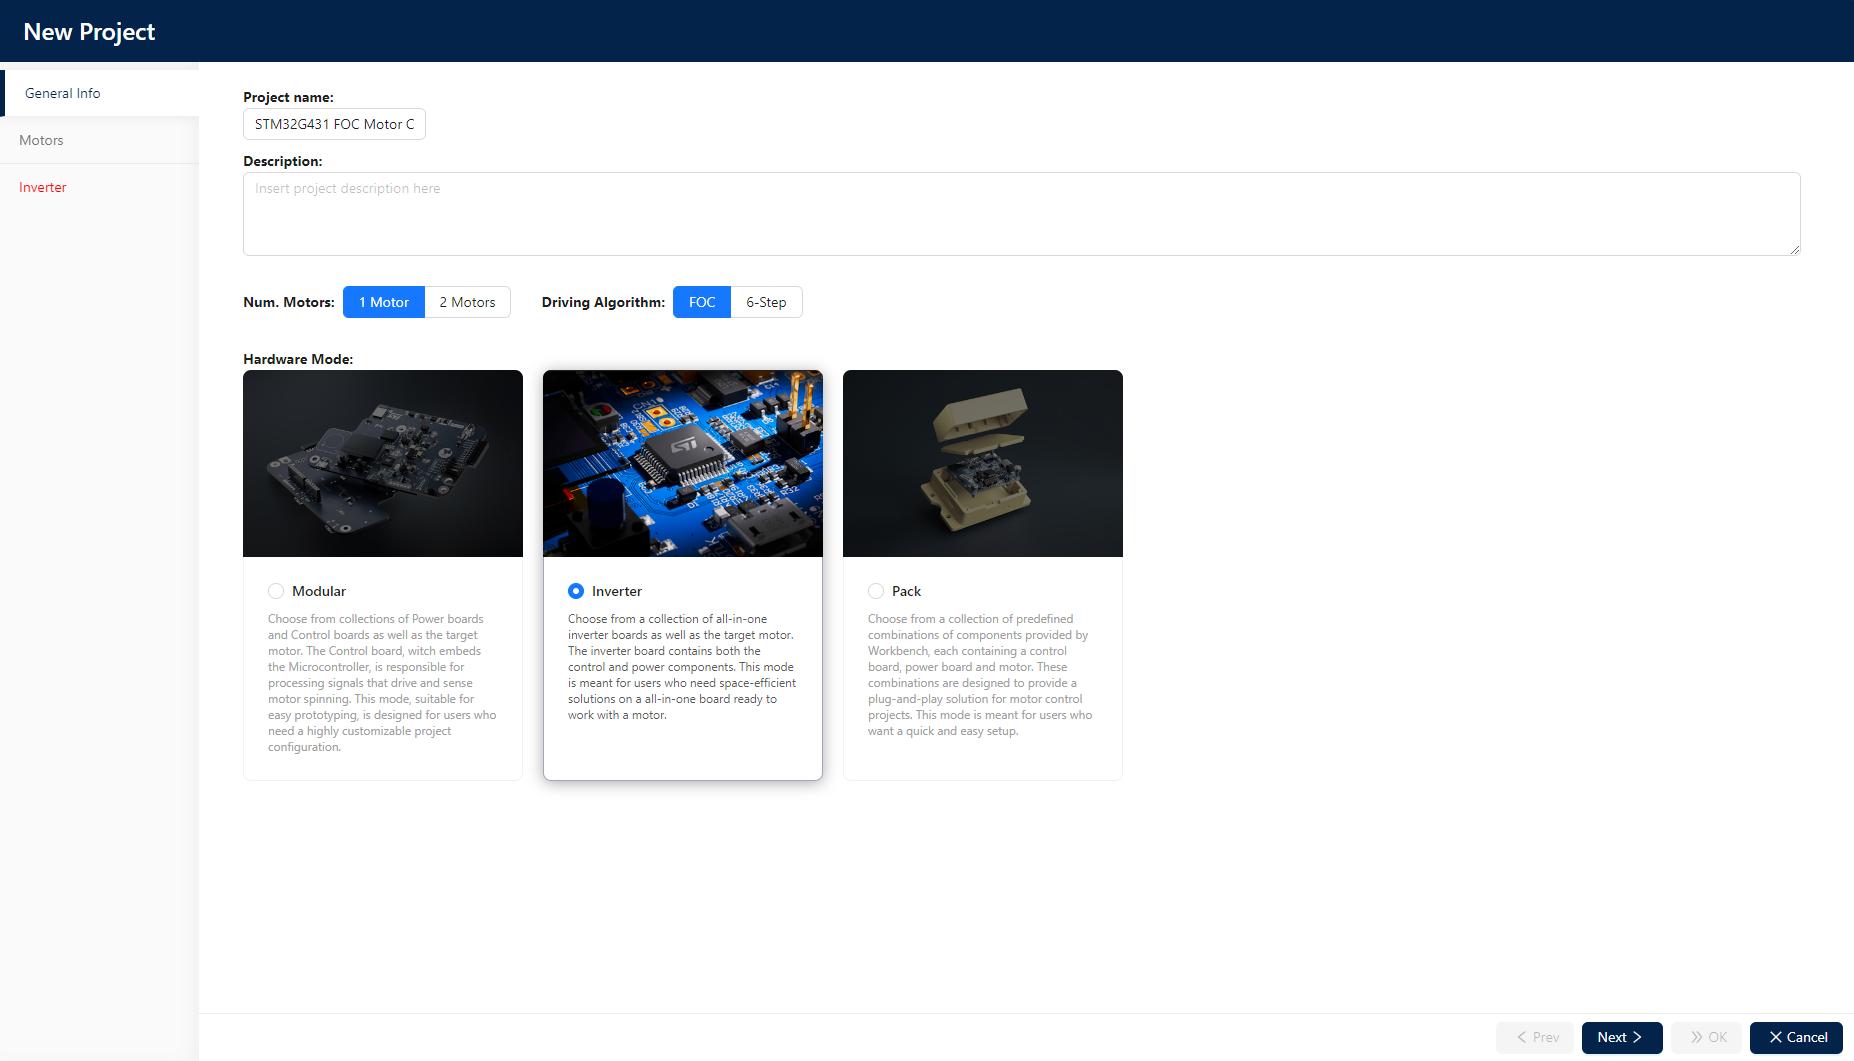 New Project
General Info
Motors
Inverter
Project name:
STM32G431 FOC Motor C
Description:
Insert project description here
Num. Motors:
1 Motor
2 Motors
Driving Algorithm:
FOC
6-Step
Hardware Mode:
Modular
Choose from collections of Power boards
and Control boards as well as the target
motor. The Control board, witch embeds
the Microcontroller, is responsible for
processing signals that drive and sense
motor spinning. This mode, suitable for
easy prototyping, is designed for users who
need a highly customizable project
configuration.
Inverter
Choose from a collection of all-in-one
inverter boards as well as the target motor.
The inverter board contains both the
control and power components. This mode
is meant for users who need space-efficient
solutions on a all-in-one board ready to
work with a motor.
Pack
Choose from a collection of predefined
combinations of components provided by
Workbench, each containing a control
board, power board and motor. These
combinations are designed to provide a
plug-and-play solution for motor control
projects. This mode is meant for users who
want a quick and easy setup.
Prev
Next
OK
Cancel